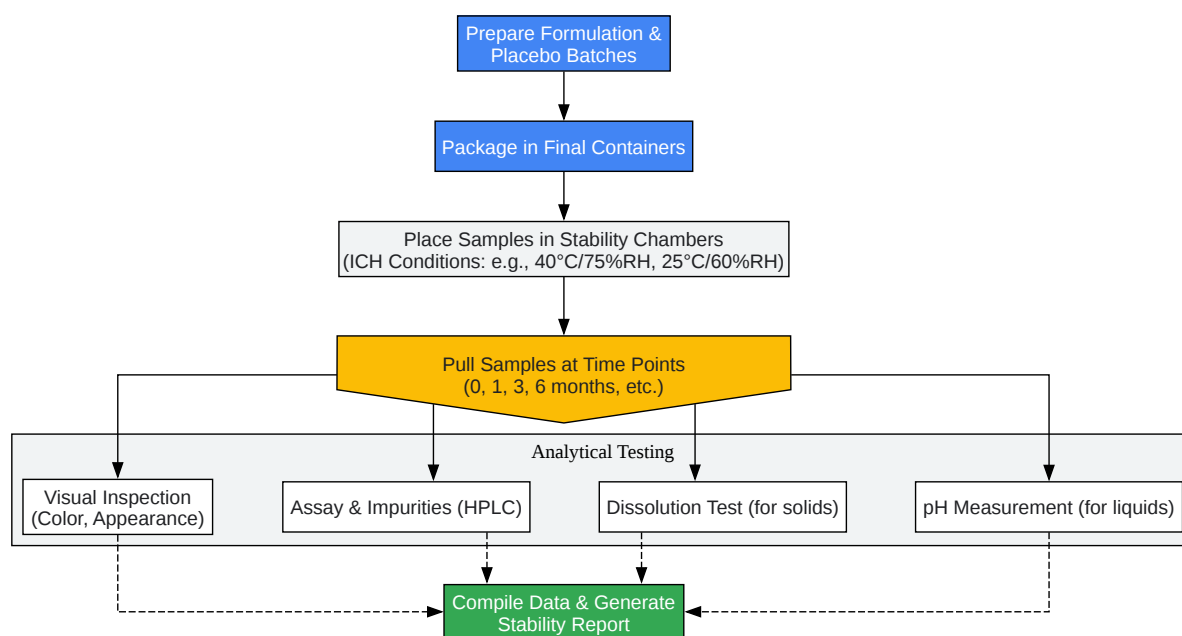 Prepare Formulation &
Placebo Batches
Package in Final Containers
Place Samples in Stability Chambers
(ICH Conditions: e.g., 40°C/75%RH, 25°C/60%RH)
Pull Samples at Time Points
(0, 1, 3, 6 months, etc.)
Analytical Testing
Visual Inspection
(Color, Appearance)
Assay & Impurities (HPLC)
Dissolution Test (for solids)
pH Measurement (for liquids)
Compile Data & Generate
Stability Report